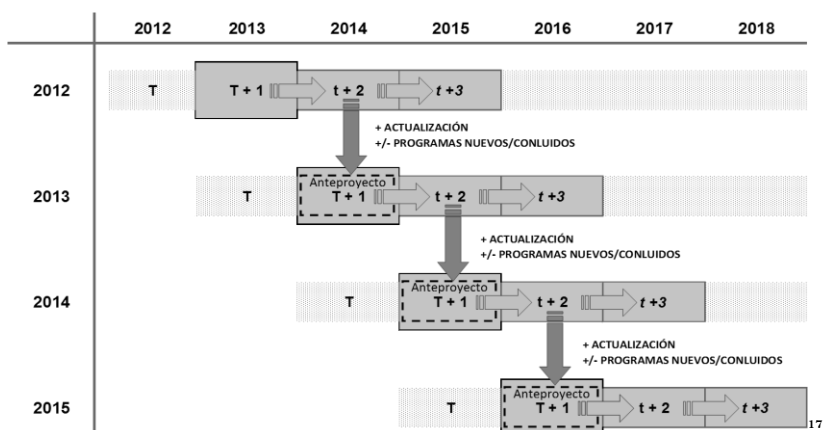 2012 2013 2014 2015 2016 2017 2018
2012 T T + 1 t + 2 t +3
+ ACTUALIZACIÓN
+/- PROGRAMAS NUEVOS/CONLUIDOS
Anteproyecto
2013 T T + 1 t + 2 t +3
+ ACTUALIZACIÓN
+/- PROGRAMAS NUEVOS/CONLUIDOS
Anteproyecto
2014 T T + 1 t + 2 t +3
+ ACTUALIZACIÓN
+/- PROGRAMAS NUEVOS/CONLUIDOS
Anteproyecto
2015 T T + 1 t + 2 t +3
17